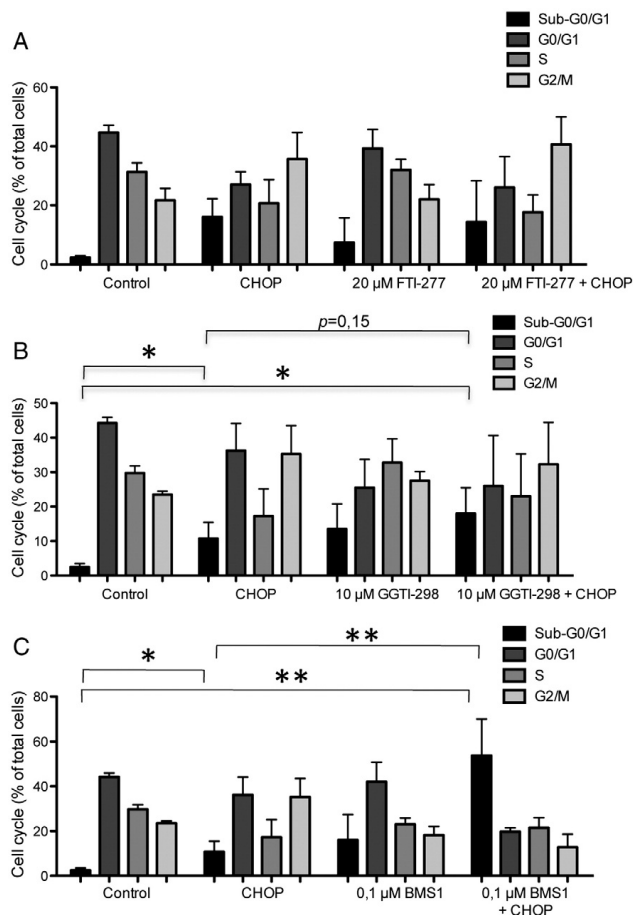 A
Sub-G0/G1
G0/G1
S
G2/M
Cell cycle (% of total cells)
60
40
20
0
Control
CHOP
20 µM FTI-277
20 µM FTI-277 + CHOP
p=0,15
B
Sub-G0/G1
G0/G1
S
G2/M
*
*
Cell cycle (% of total cells)
50
40
30
20
10
0
Control
CHOP
10 µM GGTI-298
10 µM GGTI-298 + CHOP
C
Sub-G0/G1
G0/G1
S
G2/M
**
*
**
Cell cycle (% of total cells)
80
60
40
20
0
Control
CHOP
0,1 µM BMS1
0,1 µM BMS1
+ CHOP